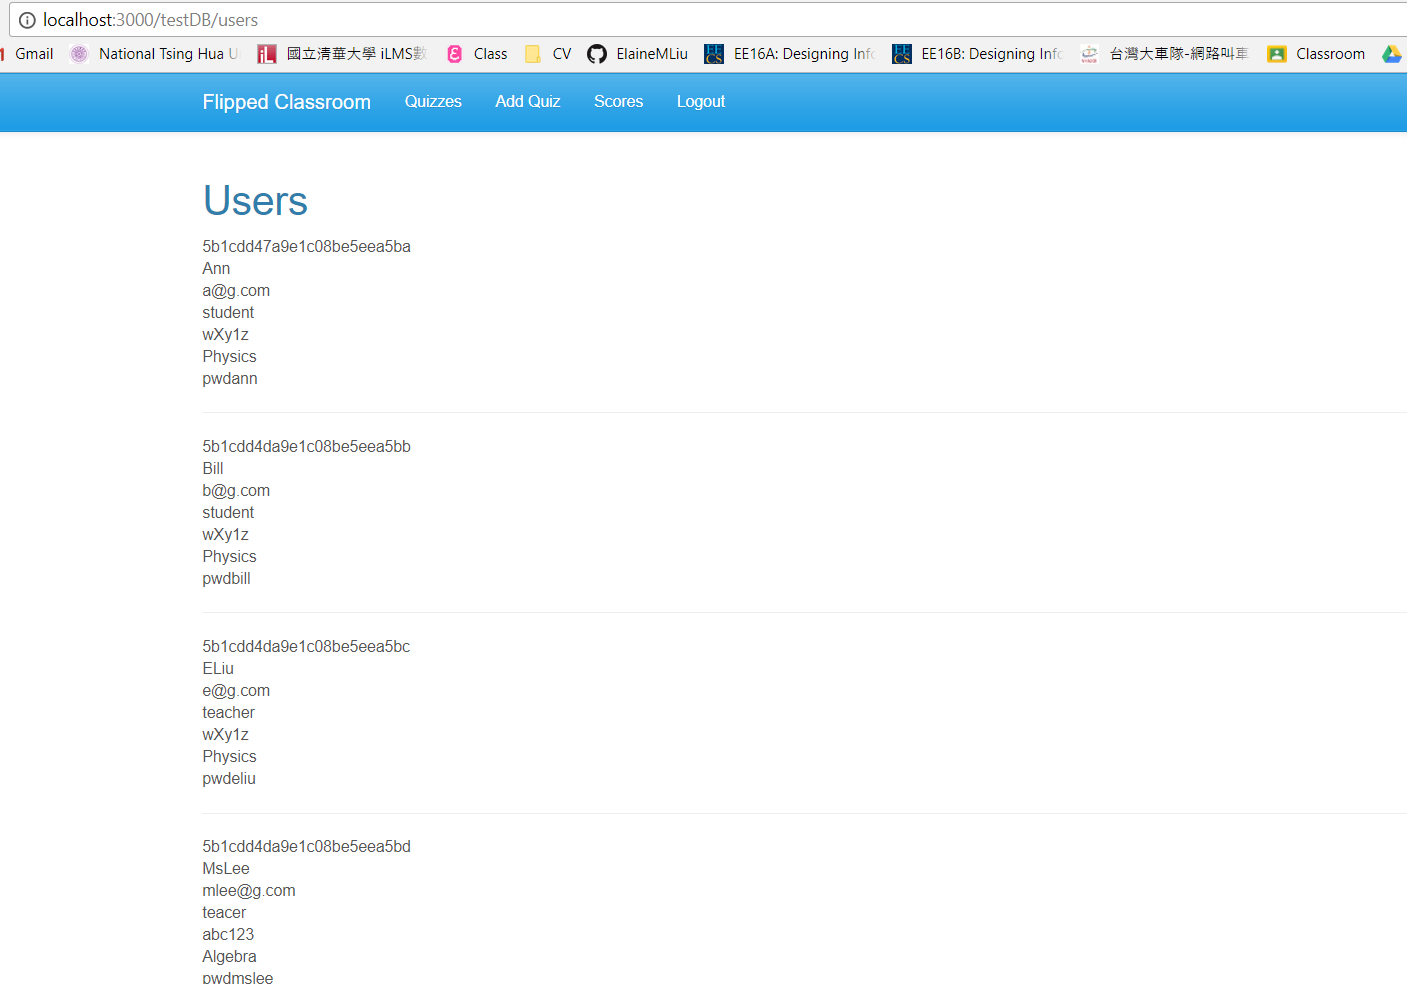 localhost:3000/testDB/users
Gmail National Tsing Hua U 國立清華大學 iLMS數 Class CV ElaineMLiu EE16A: Designing Info EE16B: Designing Info 台灣大車隊-網路叫車 Classroom
Flipped Classroom Quizzes Add Quiz Scores Logout
Users
5b1cdd47a9e1c08be5eea5ba
Ann
a@g.com
student
wXy1z
Physics
pwdann
5b1cdd4da9e1c08be5eea5bb
Bill
b@g.com
student
wXy1z
Physics
pwdbill
5b1cdd4da9e1c08be5eea5bc
ELiu
e@g.com
teacher
wXy1z
Physics
pwdeliu
5b1cdd4da9e1c08be5eea5bd
MsLee
mlee@g.com
teacer
abc123
Algebra
pwdmslee